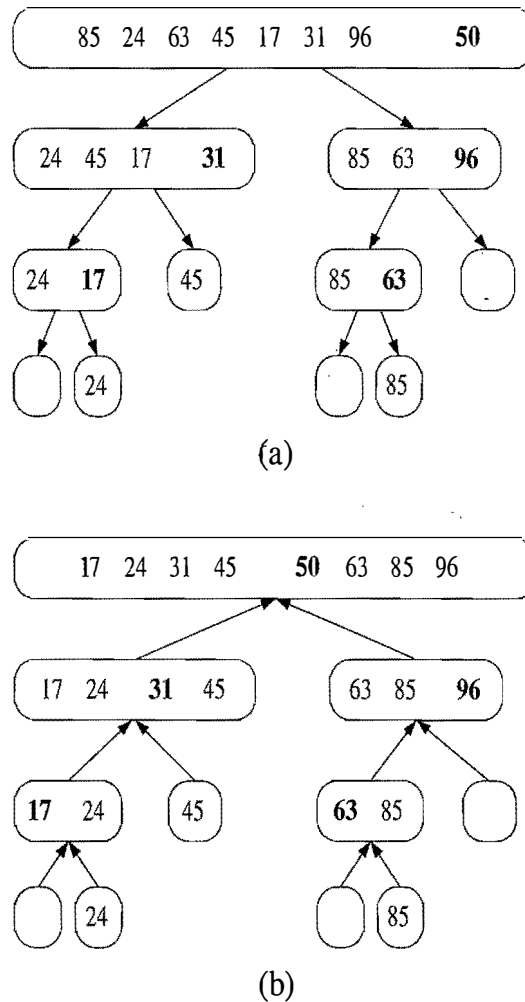 85 24 63 45 17 31 96 50
24 45 17 31 85 63 96
24 17 45 85 63
24 85
(a)
17 24 31 45 50 63 85 96
17 24 31 45 63 85 96
17 24 45 63 85
24 85
(b)